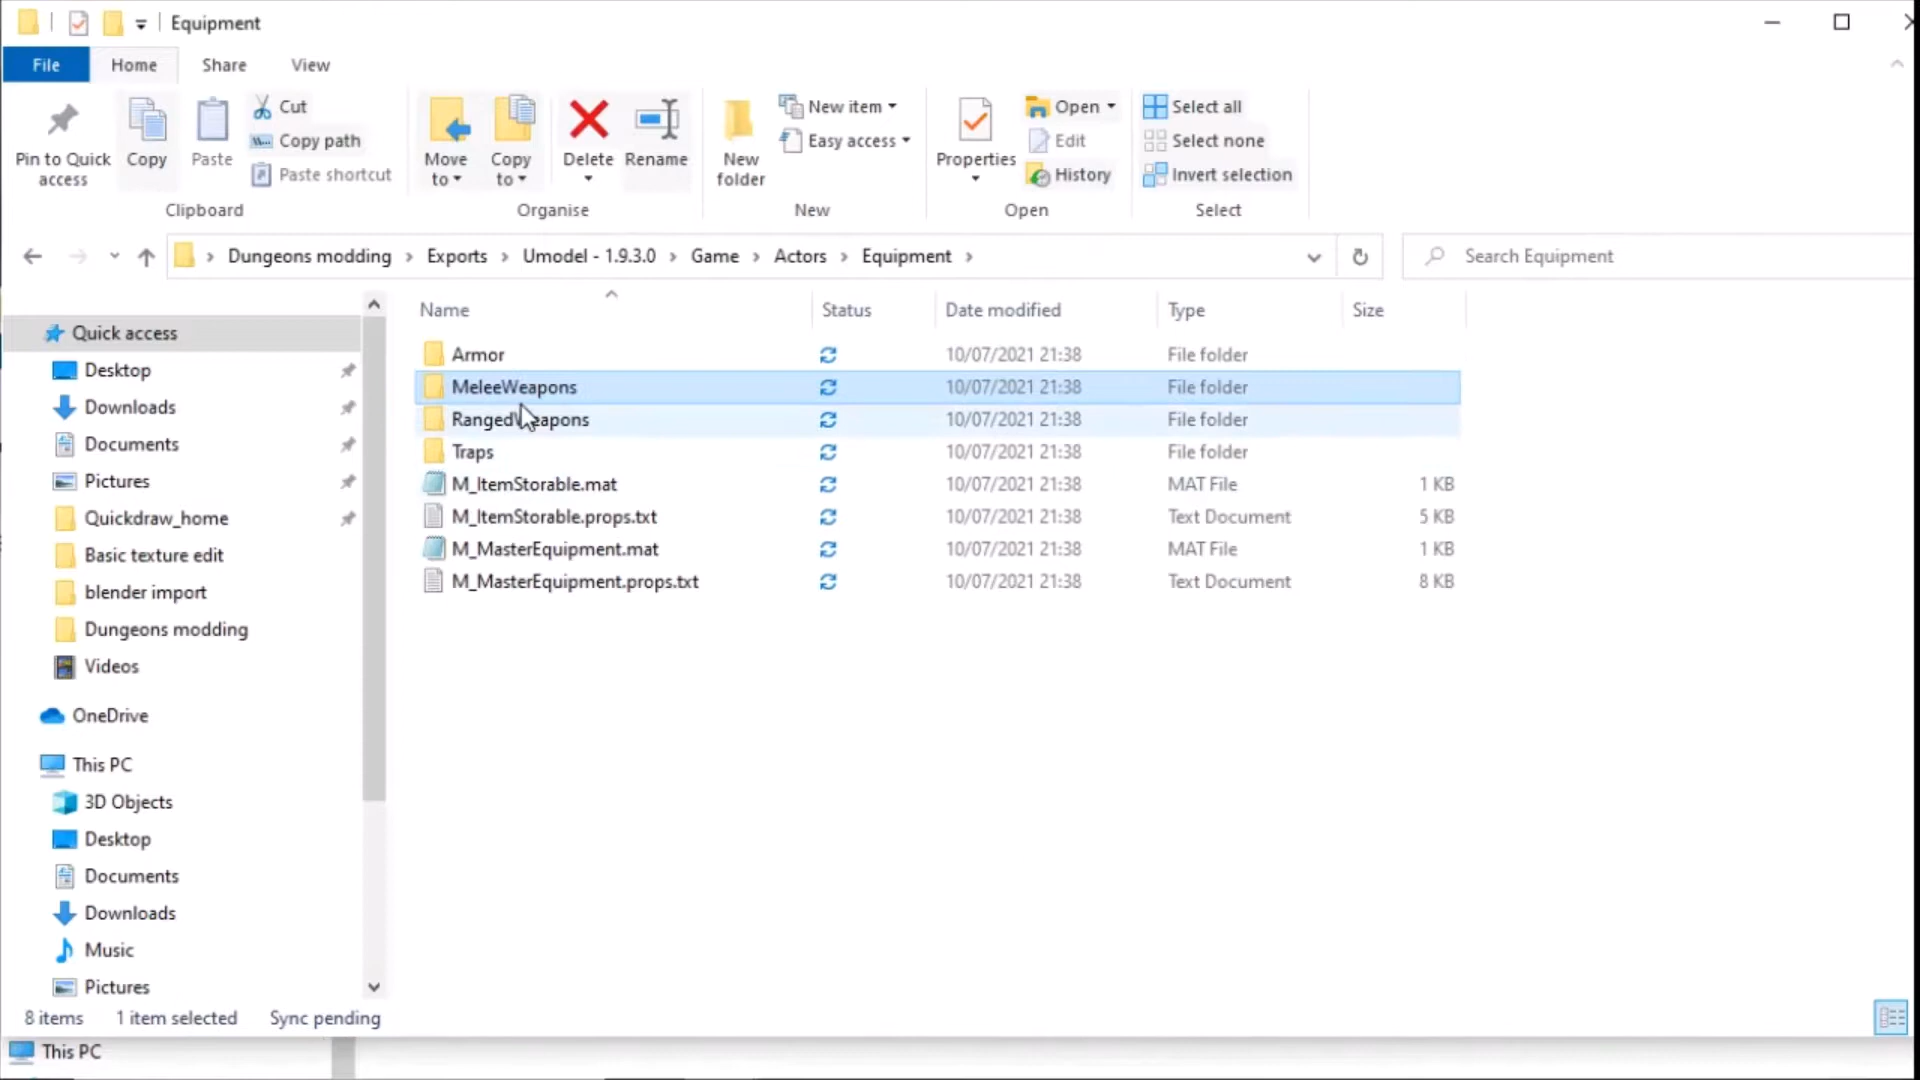 Equipment
File Home Share View
Pin to Quick access
Copy
Paste
Cut
Copy path
Paste shortcut
Clipboard
Move to
Copy to
Delete
Rename
Organise
New folder
New item
Easy access
New
Properties
Open
Edit
History
Open
Select all
Select none
Invert selection
Select
Dungeons modding Exports Umodel - 1.9.3.0 Game Actors Equipment
Search Equipment
Quick access
Desktop
Downloads
Documents
Pictures
Quickdraw_home
Basic texture edit
blender import
Dungeons modding
Videos
OneDrive
This PC
3D Objects
Desktop
Documents
Downloads
Music
Pictures
Name Status Date modified Type Size
Armor 10/07/2021 21:38 File folder
MeleeWeapons 10/07/2021 21:38 File folder
RangedWeapons 10/07/2021 21:38 File folder
Traps 10/07/2021 21:38 File folder
M_ItemStorable.mat 10/07/2021 21:38 MAT File 1 KB
M_ItemStorable.props.txt 10/07/2021 21:38 Text Document 5 KB
M_MasterEquipment.mat 10/07/2021 21:38 MAT File 1 KB
M_MasterEquipment.props.txt 10/07/2021 21:38 Text Document 8 KB
8 items 1 item selected Sync pending
This PC